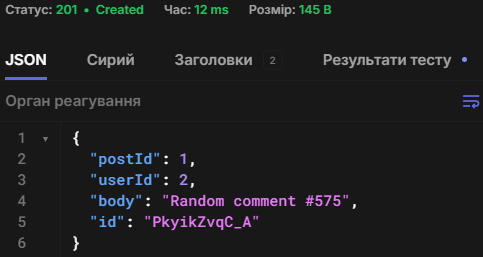 Статус: 201 • Created Час: 12 ms Розмір: 145 B
JSON Сирий Заголовки 2 Результати тесту
Орган реагування
1 {
2 "postId": 1,
3 "userId": 2,
4 "body": "Random comment #575",
5 "id": "PkyikZvqC_A"
6 }